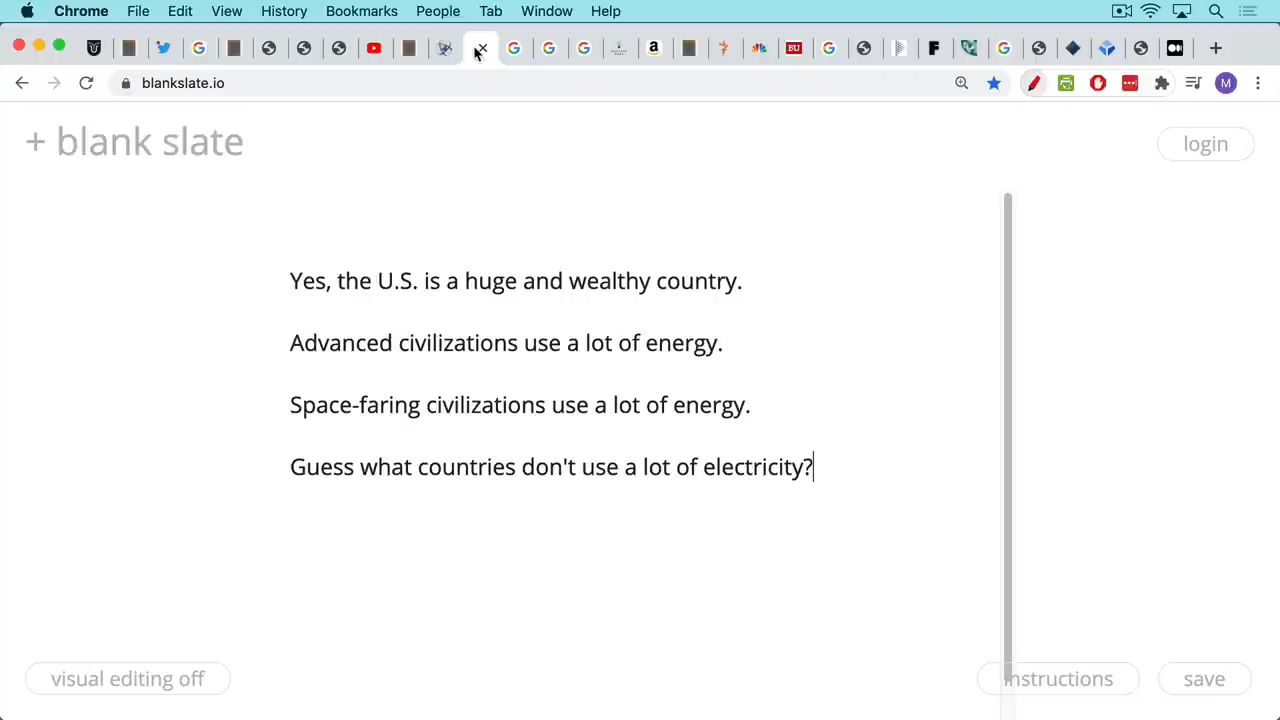 Chrome File Edit View History Bookmarks People Tab Window Help
blankslate.io
M
+ blank slate
login
Yes, the U.S. is a huge and wealthy country.
Advanced civilizations use a lot of energy.
Space-faring civilizations use a lot of energy.
Guess what countries don't use a lot of electricity?
visual editing off
instructions
save